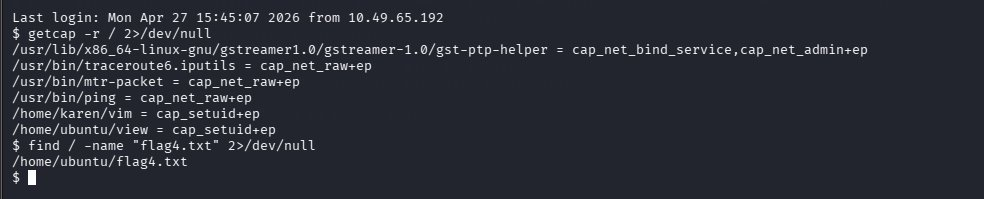 Last login: Mon Apr 27 15:45:07 2026 from 10.49.65.192
$ getcap -r / 2>/dev/null
/usr/lib/x86_64-linux-gnu/gstreamer1.0/gstreamer-1.0/gst-ptp-helper = cap_net_bind_service,cap_net_admin+ep
/usr/bin/traceroute6.iputils = cap_net_raw+ep
/usr/bin/mtr-packet = cap_net_raw+ep
/usr/bin/ping = cap_net_raw+ep
/home/karen/vim = cap_setuid+ep
/home/ubuntu/view = cap_setuid+ep
$ find / -name "flag4.txt" 2>/dev/null
/home/ubuntu/flag4.txt
$